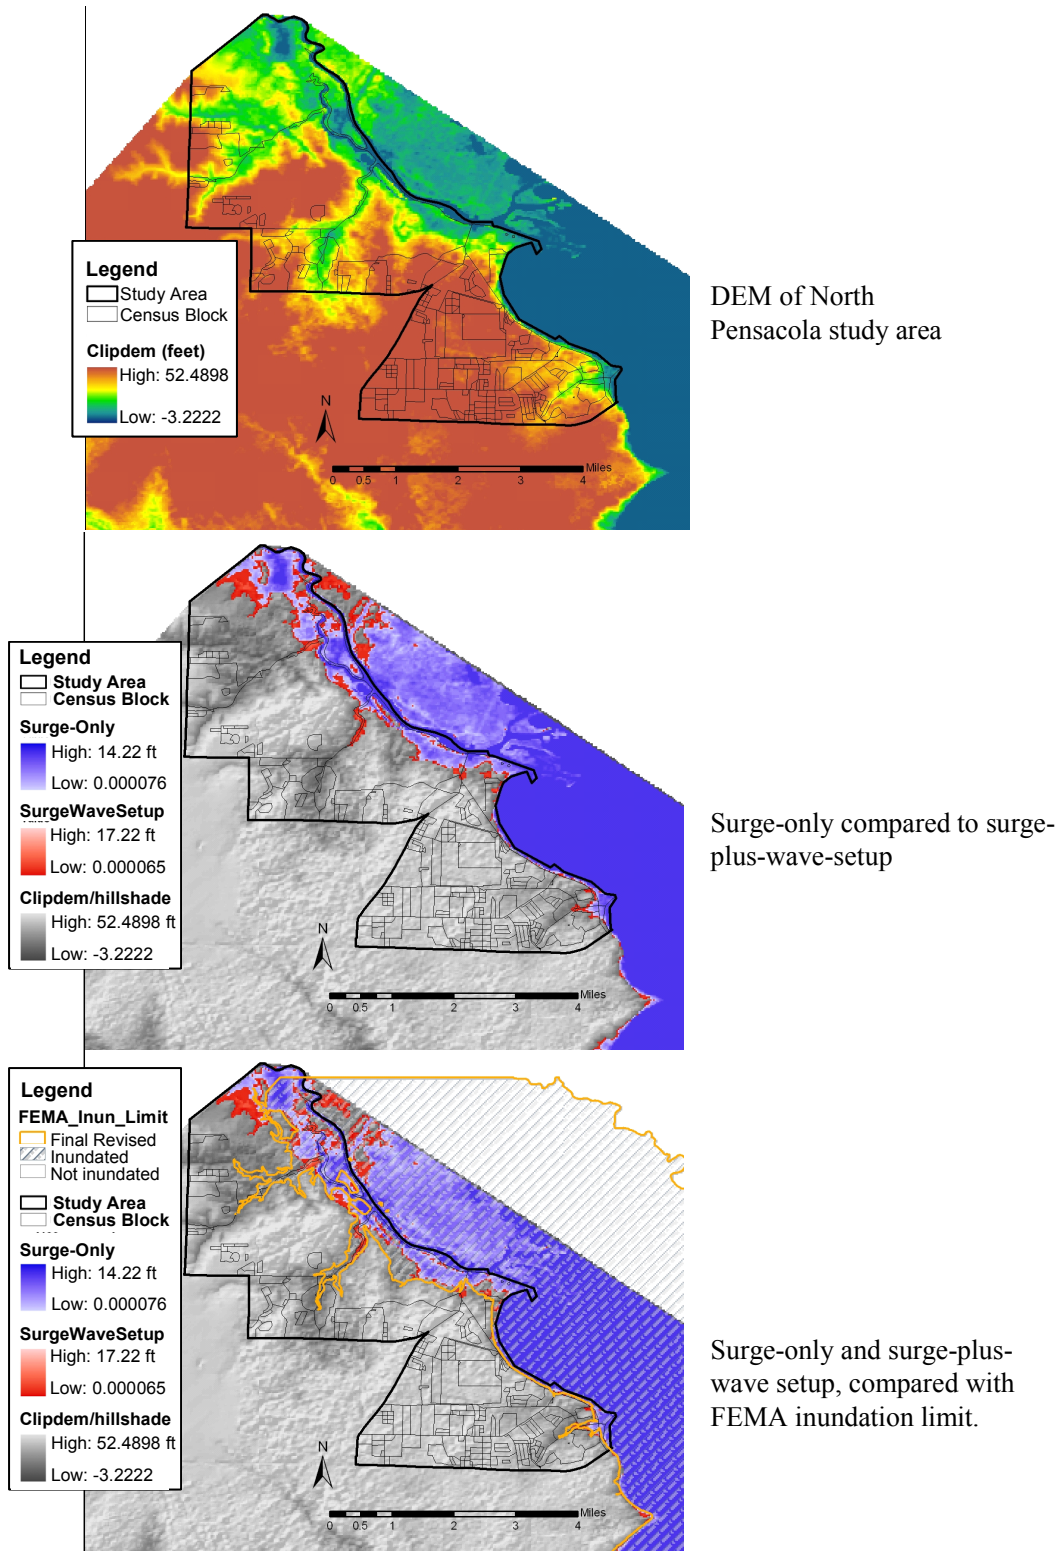 Legend
Study Area
Census Block
Clipdem (feet)
High: 52.4898
Low: -3.2222
N
Miles
0 0.5 1 2 3 4
DEM of North
Pensacola study area
Legend
Study Area
Census Block
Surge-Only
High: 14.22 ft
Low: 0.000076
SurgeWaveSetup
High: 17.22 ft
Low: 0.000065
Clipdem/hillshade
High: 52.4898 ft
Low: -3.2222
N
Miles
0 0.5 1 2 3 4
Surge-only compared to surge-
plus-wave-setup
Legend
FEMA_Inun_Limit
Final Revised
Inundated
Not inundated
Study Area
Census Block
Surge-Only
High: 14.22 ft
Low: 0.000076
SurgeWaveSetup
High: 17.22 ft
Low: 0.000065
Clipdem/hillshade
High: 52.4898 ft
Low: -3.2222
N
Miles
0 0.5 1 2 3 4
Surge-only and surge-plus-
wave setup, compared with
FEMA inundation limit.